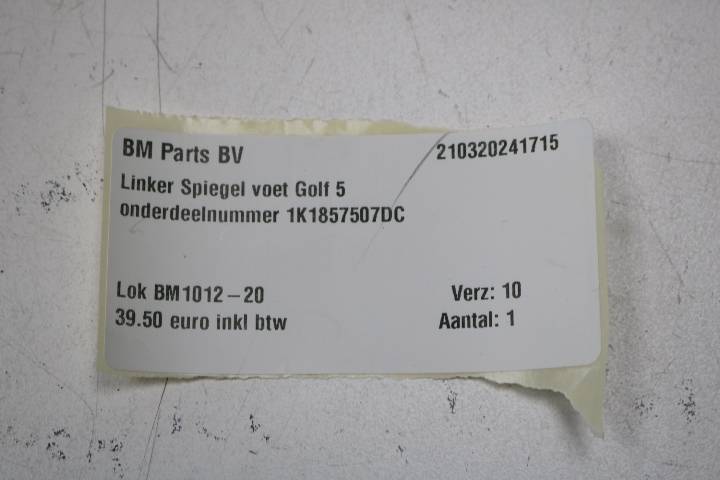 BM Parts BV 210320241715
Linker Spiegel voet Golf 5
onderdeelnummer 1K1857507DC
Lok BM1012-20 Verz: 10
39.50 euro inkl btw Aantal: 1